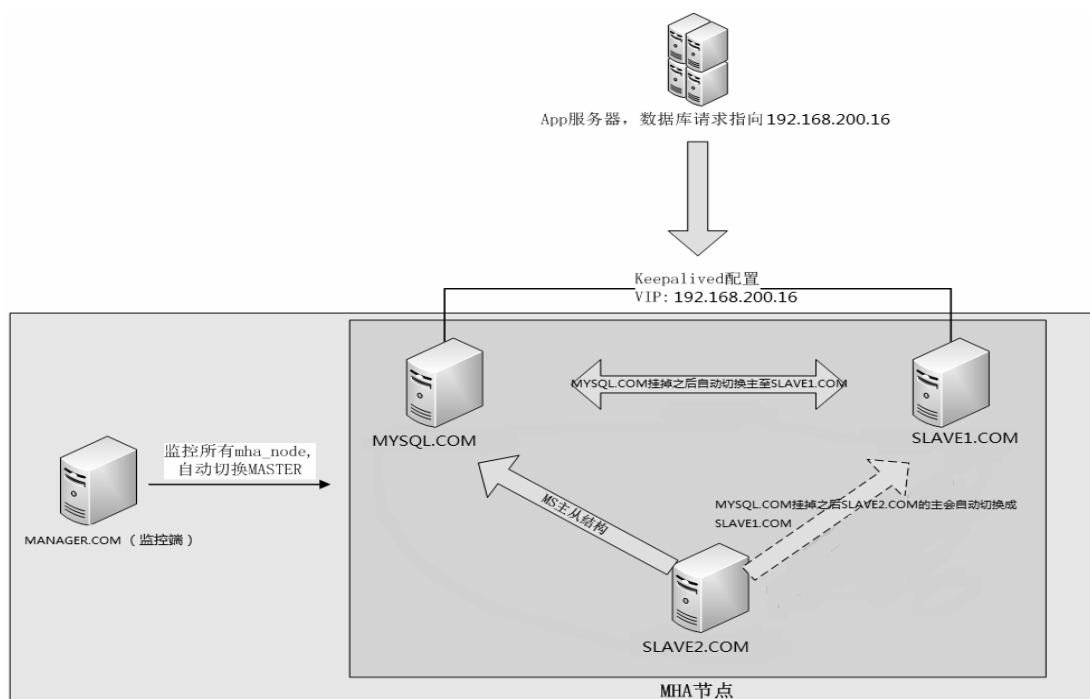 App服务器，数据库请求指向192.168.200.16
Keepalived配置
VIP: 192.168.200.16
MYSQL.COM挂掉之后自动切换主至SLAVE1.COM
MYSQL.COM
SLAVE1.COM
监控所有mha_node,
自动切换MASTER
MANAGER.COM（监控端）
MS主从结构
MYSQL.COM挂掉之后SLAVE2.COM的主会自动切换成
SLAVE1.COM
SLAVE2.COM
MHA节点